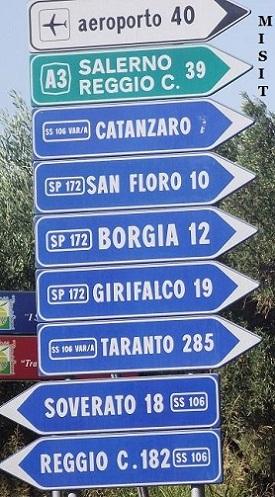 aeroporto 40
A3 SALERNO
REGGIO C. 39
SS 106 VAR/A CATANZARO
SP 172 SAN FLORO 10
SP 172 BORGIA 12
SP 172 GIRIFALCO 19
SS 106 VAR/A TARANTO 285
SOVERATO 18 SS 106
REGGIO C. 182 SS 106
MISIT